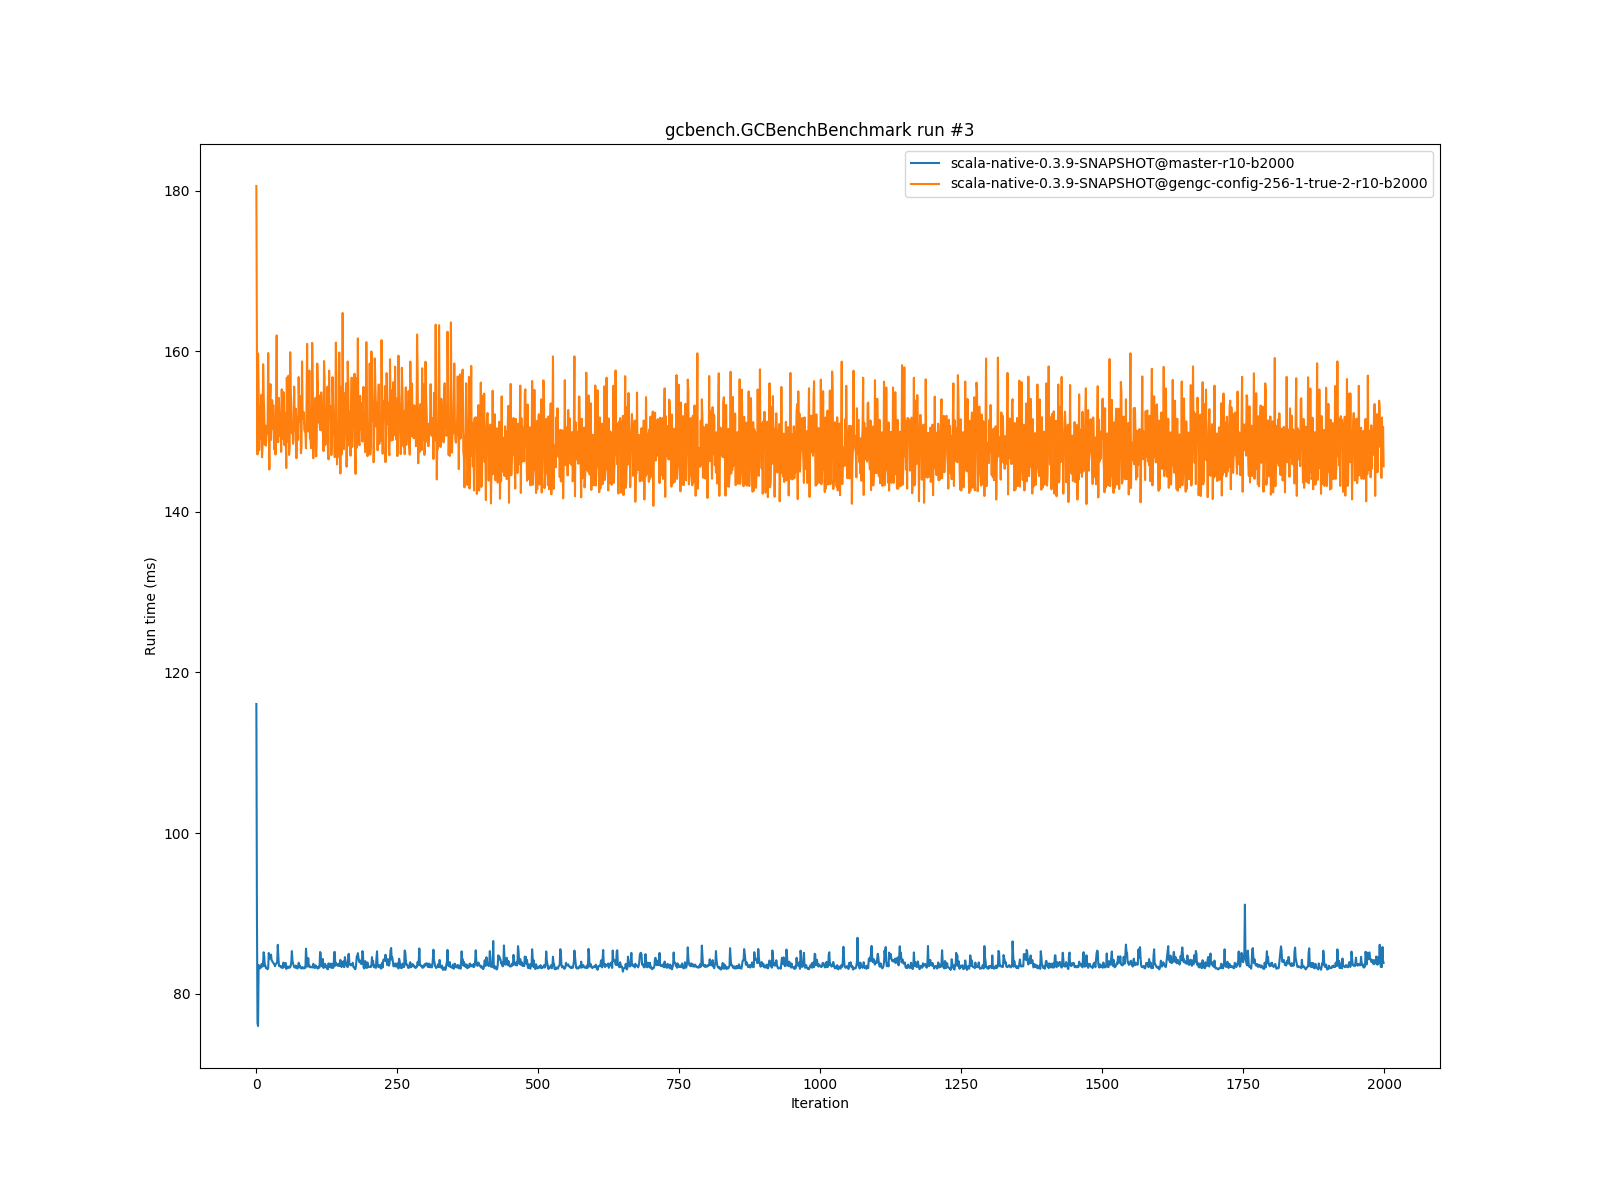 gcbench.GCBenchBenchmark run #3
scala-native-0.3.9-SNAPSHOT@master-r10-b2000
scala-native-0.3.9-SNAPSHOT@gengc-config-256-1-true-2-r10-b2000
180
160
140
120
100
80
Run time (ms)
0 250 500 750 1000 1250 1500 1750 2000
Iteration